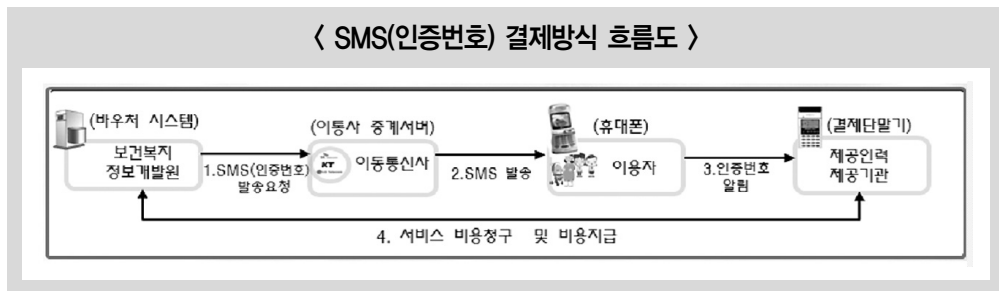 < SMS(인증번호) 결제방식 흐름도 >
(바우처 시스템)
보건복지
정보개발원
1.SMS(인증번호)
발송요청
(이통사 중계서버)
KT
이동통신사
2.SMS 발송
(휴대폰)
이용자
3.인증번호
알림
(결제단말기)
제공인력
제공기관
4. 서비스 비용청구 및 비용지급